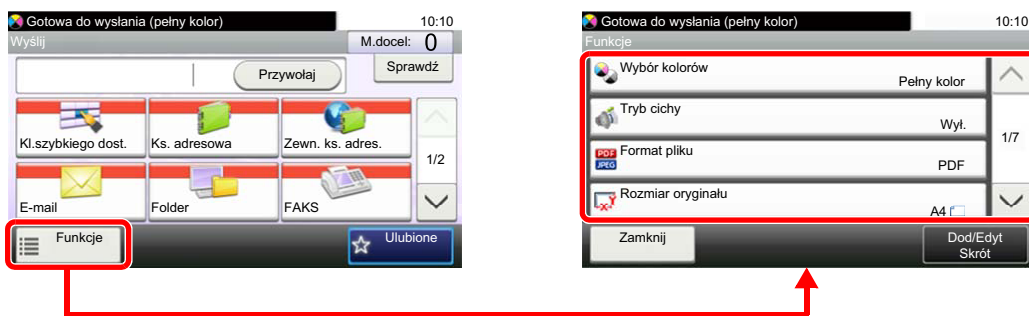 Gotowa do wysłania (pełny kolor)
10:10
Wyślij
M.docel: 0
Przywołaj
Sprawdź
Kl.szybkiego dost.
Ks. adresowa
Zewn. ks. adres.
1/2
E-mail
Folder
FAKS
Funkcje
Ulubione
Gotowa do wysłania (pełny kolor)
10:10
Funkcje
Wybór kolorów
Pełny kolor
Tryb cichy
Wył.
1/7
PDF
JPEG
Format pliku
PDF
Rozmiar oryginału
A4
Zamknij
Dod/Edyt
Skrót